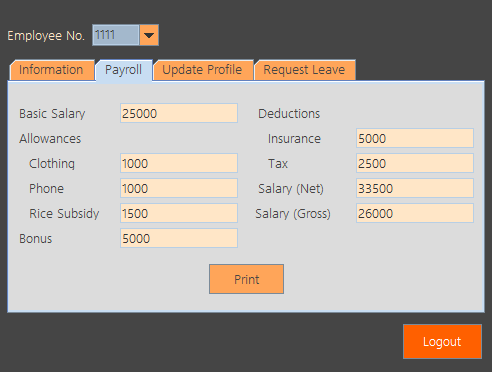 Employee No. 1111
Information Payroll Update Profile Request Leave
Basic Salary 25000 Deductions
Allowances Insurance 5000
Clothing 1000 Tax 2500
Phone 1000 Salary (Net) 33500
Rice Subsidy 1500 Salary (Gross) 26000
Bonus 5000
Print
Logout